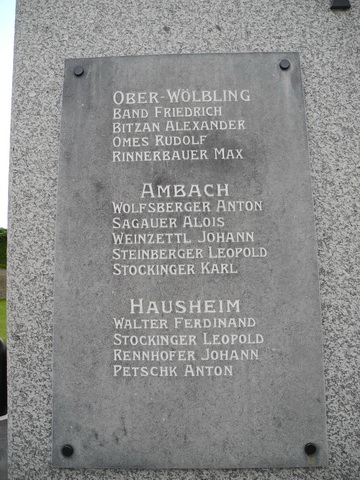 OBER-WÖLBLING
BAND FRIEDRICH
BITZAN ALEXANDER
OMES RUDOLF
RINNERBAUER MAX
AMBACH
WOLFSBERGER ANTON
SAGAUER ALOIS
WEINZETTL JOHANN
STEINBERGER LEOPOLD
STOCKINGER KARL
HAUSHEIM
WALTER FERDINAND
STOCKINGER LEOPOLD
RENNHOFER JOHANN
PETSCHK ANTON